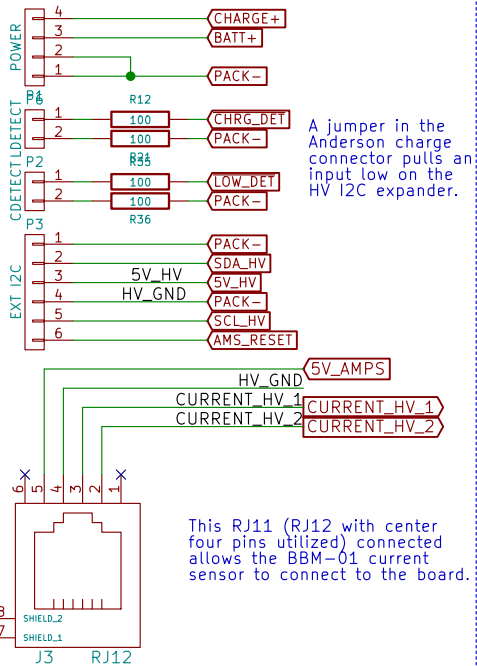 4
CHARGE+
3
BATT+
2
1
PACK-
POWER
P1
P6
R12
1
100
CHRG_DET
2
100
PACK-
LDETECT
A jumper in the
Anderson charge
connector pulls an
input low on the
HV I2C expander.
P2
1
100
LOW_DET
2
100
PACK-
CDETECT
R36
P3
1
PACK-
2
SDA_HV
3
5V_HV
5V_HV
4
HV_GND
PACK-
5
SCL_HV
6
AMS_RESET
EXT I2C
5V_AMPS
HV_GND
CURRENT_HV_1
CURRENT_HV_1
CURRENT_HV_2
CURRENT_HV_2
6
5
4
3
2
1
This RJ11 (RJ12 with center
four pins utilized) connected
allows the BBM-01 current
sensor to connect to the board.
8
SHIELD_2
7
SHIELD_1
J3
RJ12